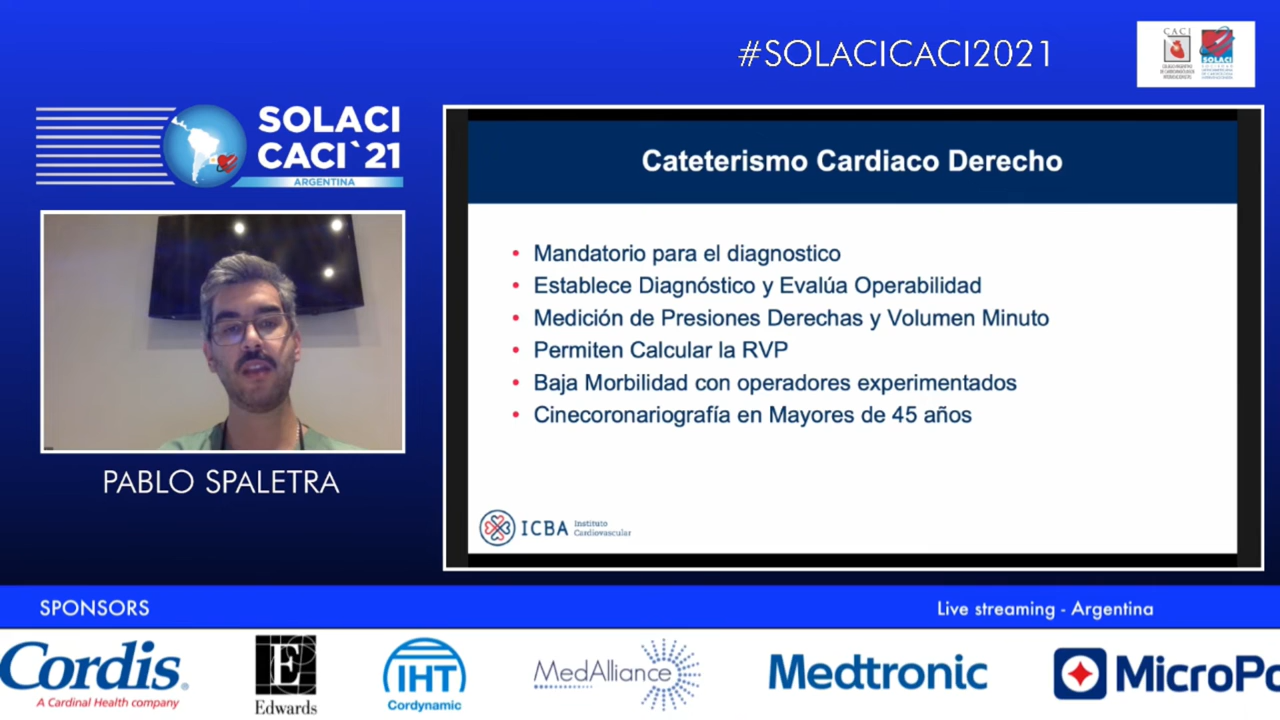 #SOLACICACI2021
CACI
SOLACI
SOLACI
CACI`21
ARGENTINA
PABLO SPALETRA
Cateterismo Cardiaco Derecho
• Mandatorio para el diagnostico
• Establece Diagnóstico y Evalúa Operabilidad
• Medición de Presiones Derechas y Volumen Minuto
• Permiten Calcular la RVP
• Baja Morbilidad con operadores experimentados
• Cinecoronariografía en Mayores de 45 años
ICBA Instituto
Cardiovascular
SPONSORS
Live streaming - Argentina
Cordis®
A Cardinal Health company
E
Edwards
IHT
Cordynamic
MedAlliance
Medtronic
MicroPo